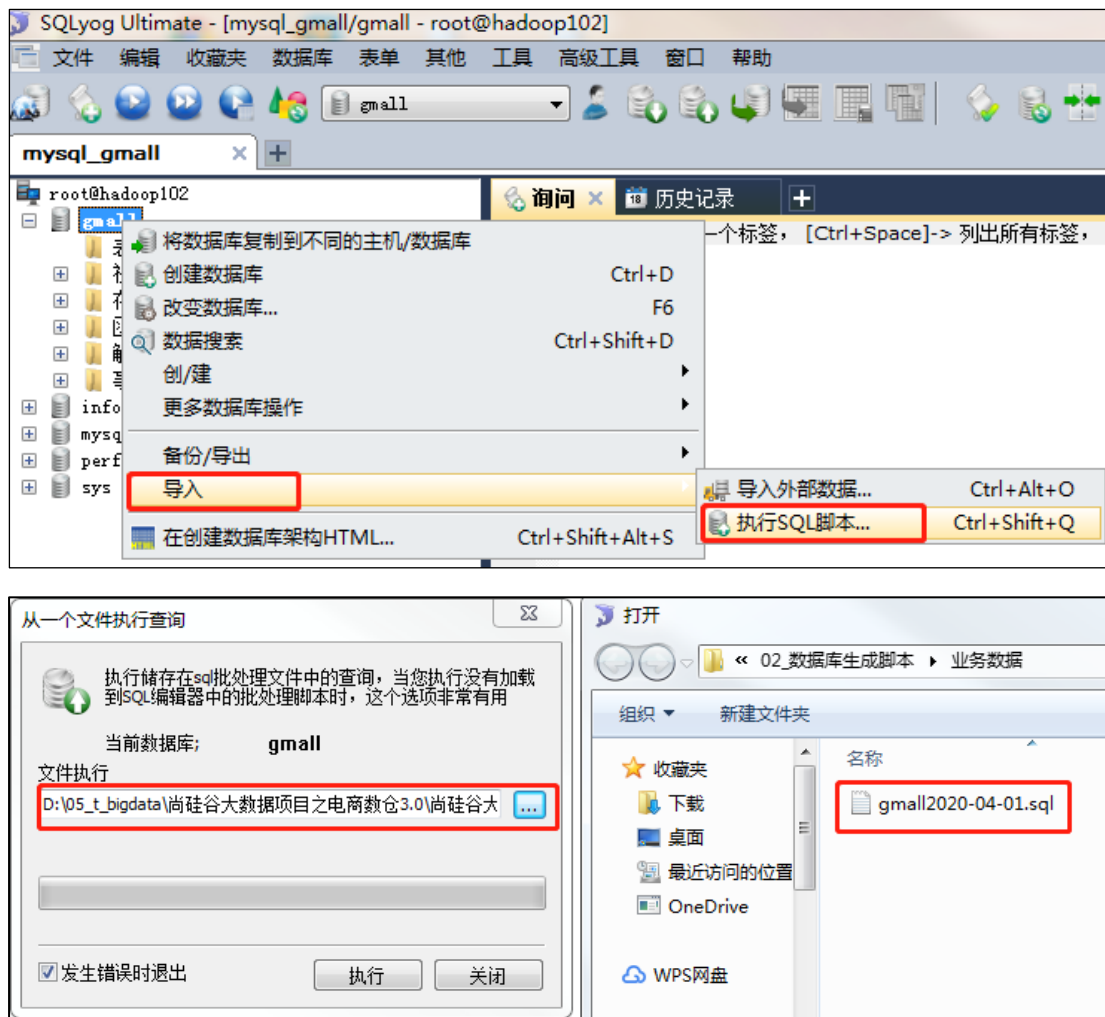 SQLyog Ultimate - [mysql_gmall/gmall - root@hadoop102]
文件 编辑 收藏夹 数据库 表单 其他 工具 高级工具 窗口 帮助
gmall
mysql_gmall
root@hadoop102
询问 18 历史记录
gmall
一个标签， [Ctrl+Space]-> 列出所有标签，
将数据库复制到不同的主机/数据库
创建数据库 Ctrl+D
改变数据库... F6
数据搜索 Ctrl+Shift+D
创/建
更多数据库操作
备份/导出
导入
在创建数据库架构HTML... Ctrl+Shift+Alt+S
info
mysq
perf
sys
导入外部数据... Ctrl+Alt+O
执行SQL脚本... Ctrl+Shift+Q
从一个文件执行查询
执行储存在sql批处理文件中的查询，当您执行没有加载
到SQL编辑器中的批处理脚本时，这个选项非常有用
当前数据库; gmall
文件执行
D:\05_t_bigdata\尚硅谷大数据项目之电商数仓3.0\尚硅谷大 ...
发生错误时退出 执行 关闭
打开
« 02_数据库生成脚本 业务数据
组织 新建文件夹
收藏夹
下载
桌面
最近访问的位置
OneDrive
WPS网盘
名称
gmall2020-04-01.sql